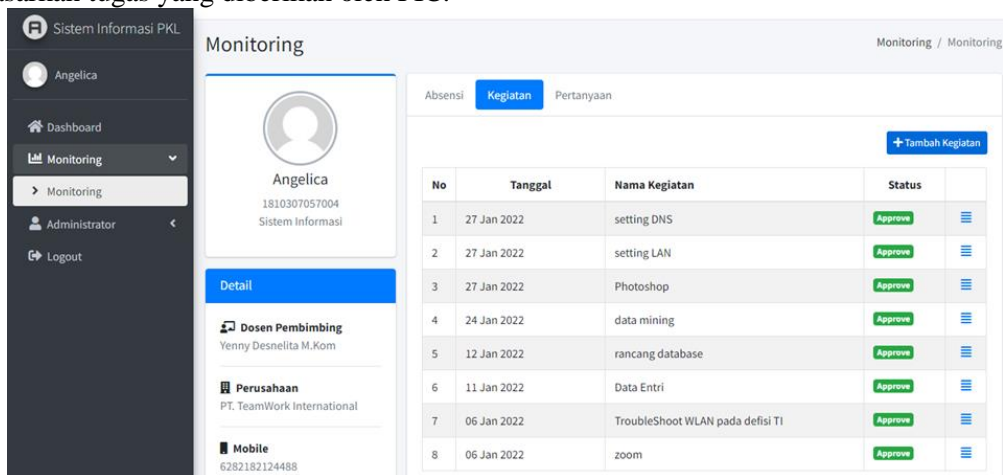 tugas yang diberikan oleh PIC.
Sistem Informasi PKL
Angelica
Dashboard
Monitoring
Monitoring
Administrator
Logout
Monitoring
Monitoring / Monitoring
Angelica
1810307057004
Sistem Informasi
Detail
Dosen Pembimbing
Yenny Desnelita M.Kom
Perusahaan
PT. TeamWork International
Mobile
6282182124488
Absensi Kegiatan Pertanyaan
+ Tambah Kegiatan
No Tanggal Nama Kegiatan Status
1 27 Jan 2022 setting DNS Approve
2 27 Jan 2022 setting LAN Approve
3 27 Jan 2022 Photoshop Approve
4 24 Jan 2022 data mining Approve
5 12 Jan 2022 rancang database Approve
6 11 Jan 2022 Data Entri Approve
7 06 Jan 2022 TroubleShoot WLAN pada defisi TI Approve
8 06 Jan 2022 zoom Approve